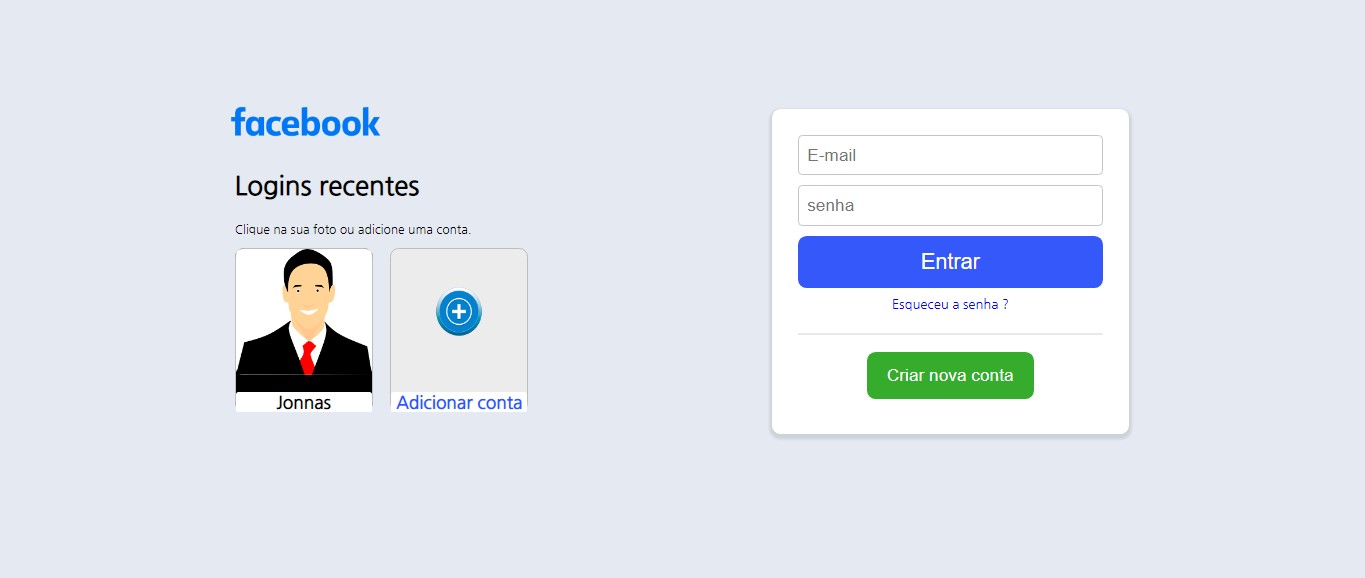 facebook
Logins recentes
Clique na sua foto ou adicione uma conta.
Jonnas
Adicionar conta
E-mail
senha
Entrar
Esqueceu a senha ?
Criar nova conta